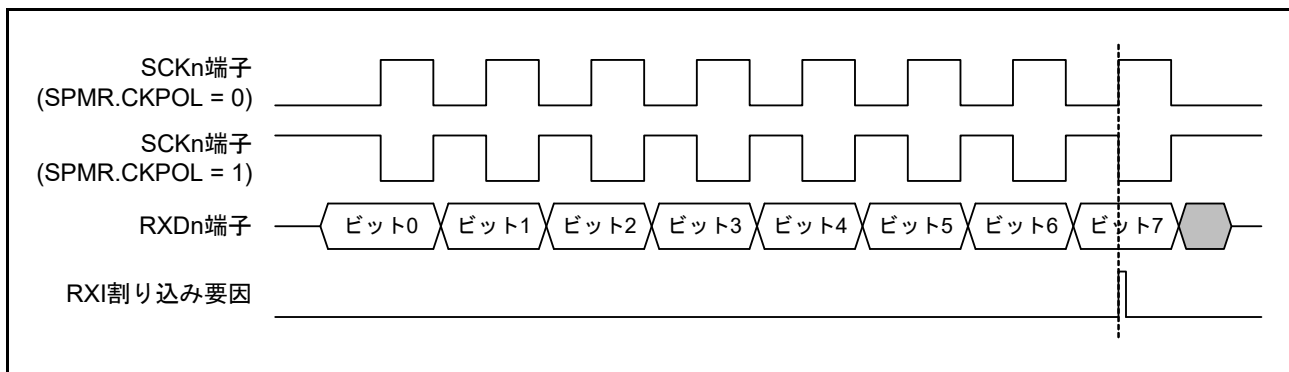 SCKn端子
(SPMR.CKPOL = 0)
SCKn端子
(SPMR.CKPOL = 1)
RXDn端子
ビット0 ビット1 ビット2 ビット3 ビット4 ビット5 ビット6 ビット7
RXI割り込み要因